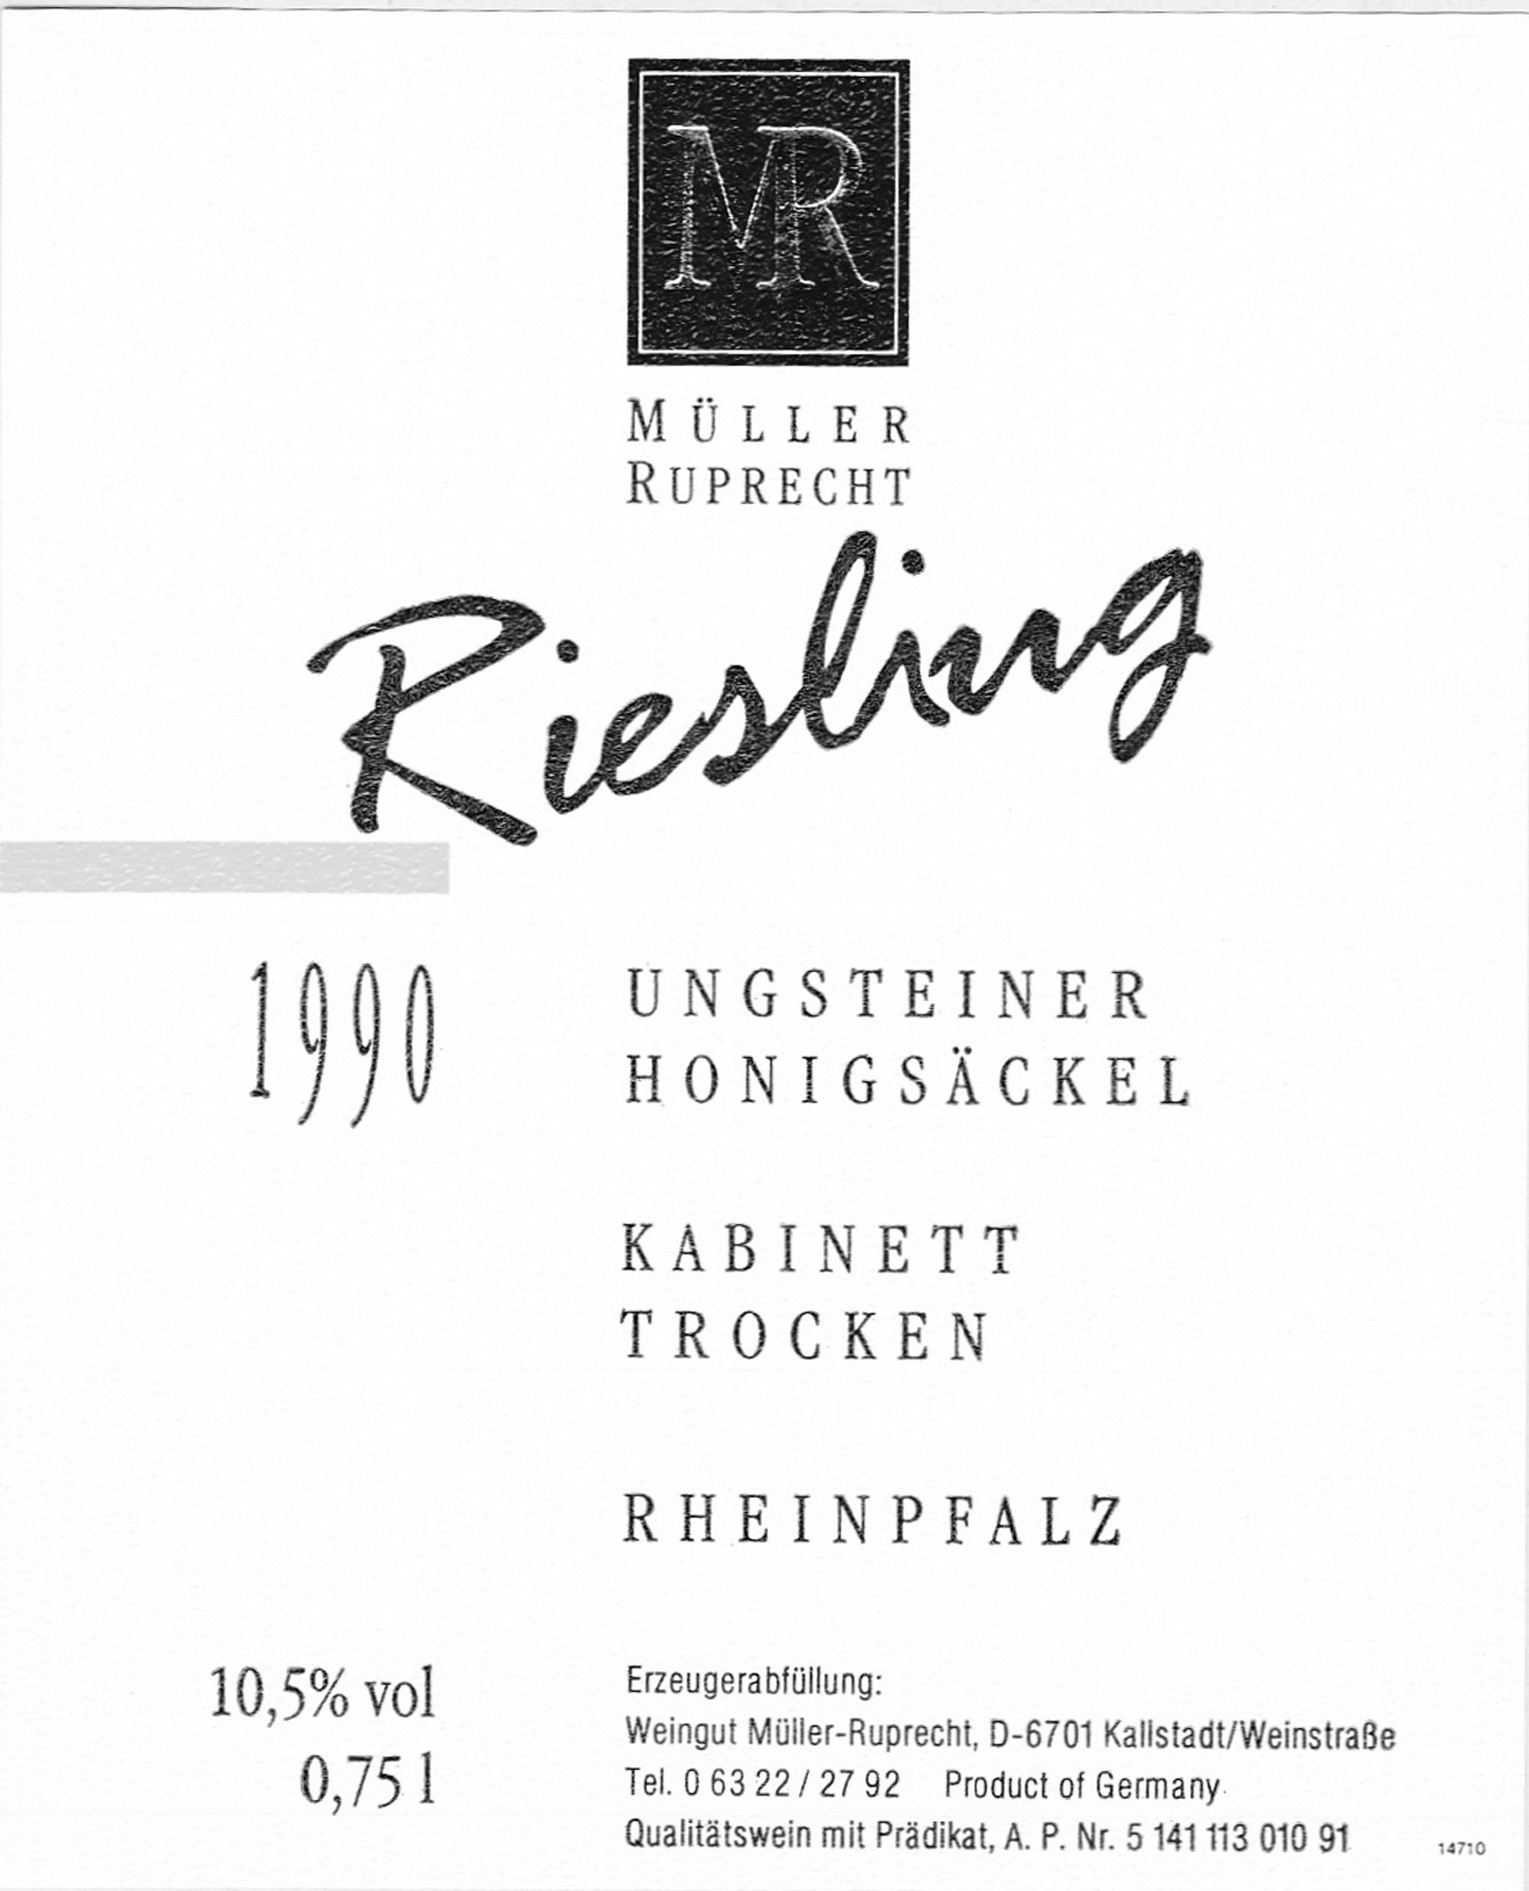 MR
MÜLLER
RUPRECHT
Riesling
1990
UNGSTEINER
HONIGSÄCKEL
KABINETT
TROCKEN
RHEINPFALZ
10,5% vol
0,75 l
Erzeugerabfüllung:
Weingut Müller-Ruprecht, D-6701 Kallstadt/Weinstraße
Tel. 0 63 22 / 27 92 Product of Germany
Qualitätswein mit Prädikat, A. P. Nr. 5 141 113 010 91
14710